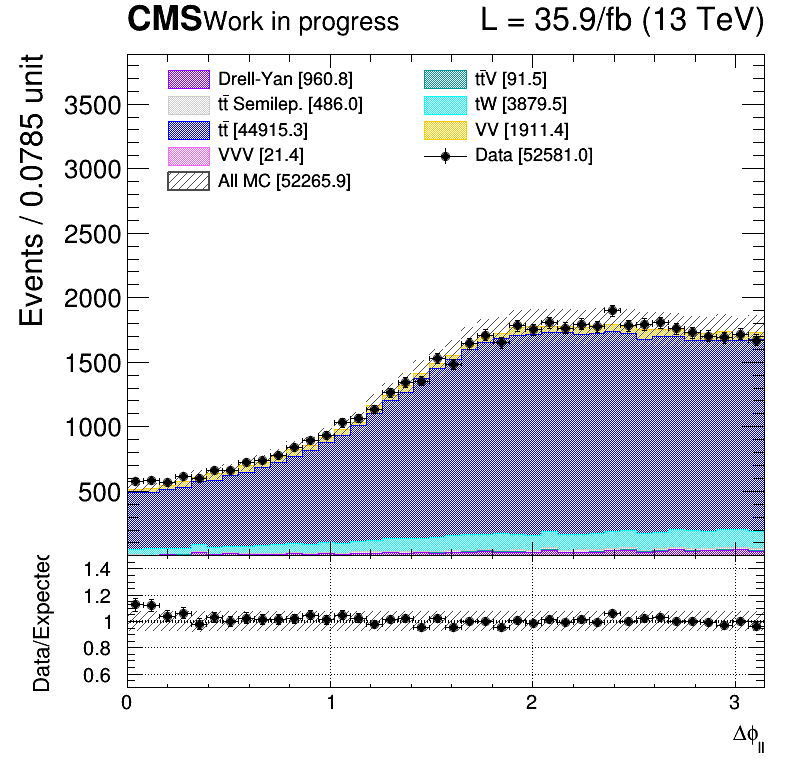 CMS Work in progress L = 35.9/fb (13 TeV)
Events / 0.0785 unit
3500
3000
2500
2000
1500
1000
500
Drell-Yan [960.8]
tt̄ Semilep. [486.0]
tt̄ [44915.3]
VVV [21.4]
All MC [52265.9]
tt̄V [91.5]
tW [3879.5]
VV [1911.4]
Data [52581.0]
Data/Expected
1.4
1.2
1
0.8
0.6
0 1 2 3
Δϕll